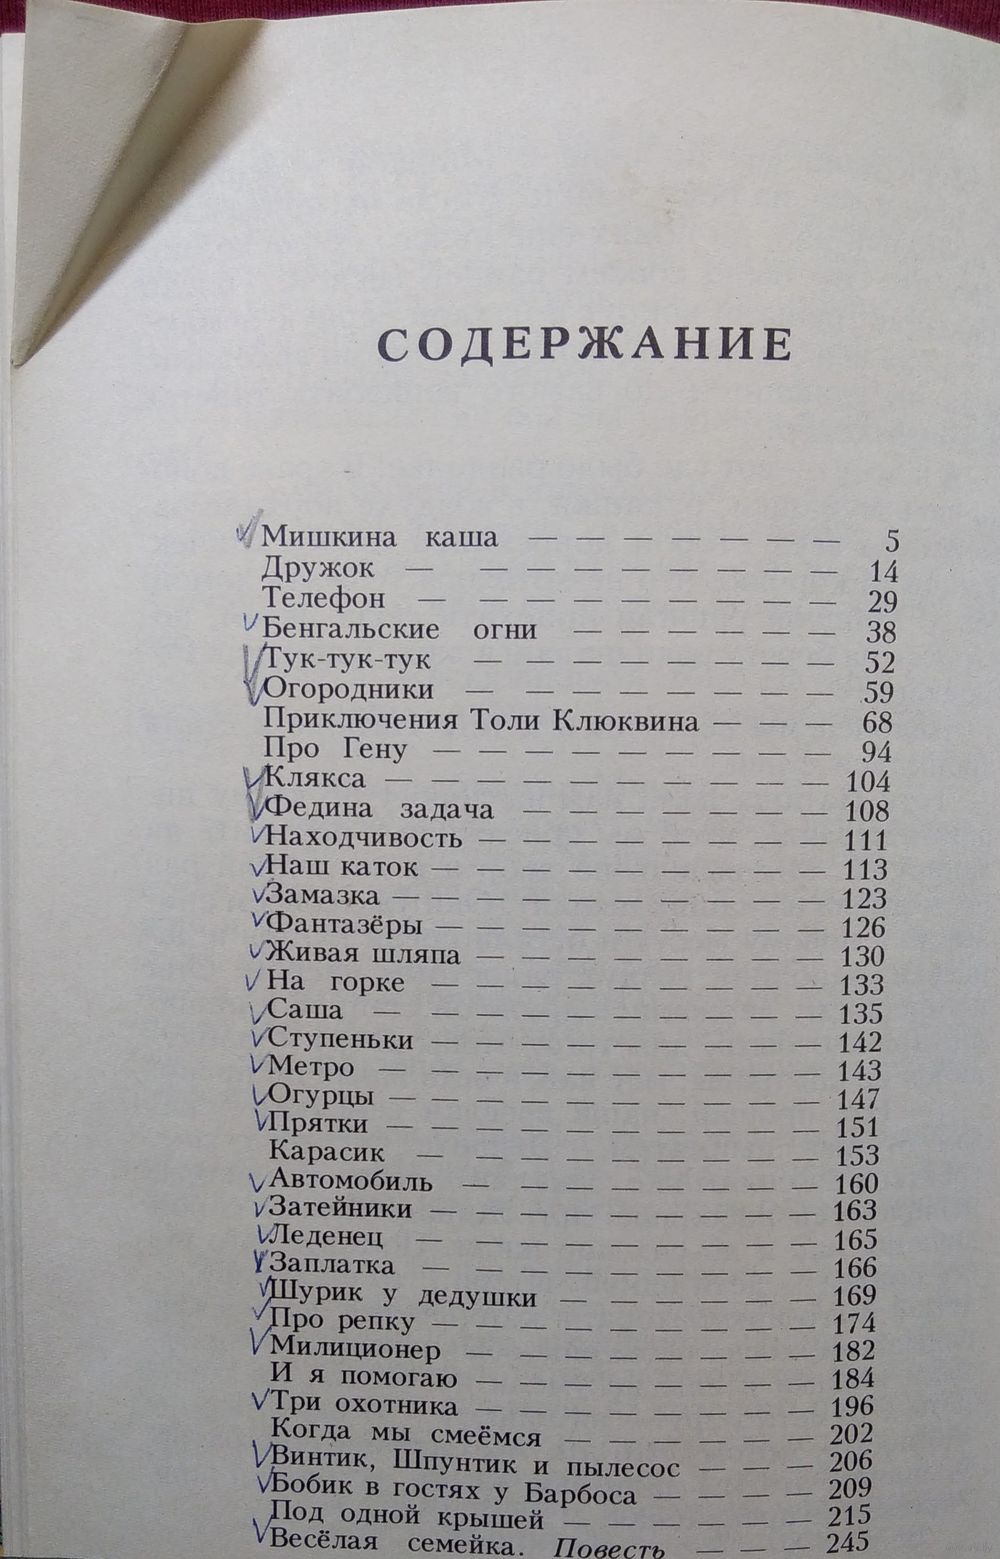 СОДЕРЖАНИЕ
Мишкина каша — — — — — — — 5
Дружок — — — — — — — — — 14
Телефон — — — — — — — — — 29
Бенгальские огни — — — — — — 38
Тук-тук-тук — — — — — — — — 52
Огородники — — — — — — — — 59
Приключения Толи Клюквина — — — 68
Про Гену — — — — — — — — — 94
Клякса — — — — — — — — — — 104
Федина задача — — — — — — — 108
Находчивость — — — — — — — — 111
Наш каток — — — — — — — — — 113
Замазка — — — — — — — — — — 123
Фантазёры — — — — — — — — — 126
Живая шляпа — — — — — — — — 130
На горке — — — — — — — — — 133
Саша — — — — — — — — — — 135
Ступеньки — — — — — — — — — 142
Метро — — — — — — — — — — 143
Огурцы — — — — — — — — — — 147
Прятки — — — — — — — — — — 151
Карасик — — — — — — — — — 153
Автомобиль — — — — — — — — 160
Затейники — — — — — — — — — 163
Леденец — — — — — — — — — 165
Заплатка — — — — — — — — — 166
Шурик у дедушки — — — — — — 169
Про репку — — — — — — — — — 174
Милиционер — — — — — — — — 182
И я помогаю — — — — — — — — 184
Три охотника — — — — — — — — 196
Когда мы смеёмся — — — — — — 202
Винтик, Шпунтик и пылесос — — — 206
Бобик в гостях у Барбоса — — — — 209
Под одной крышей — — — — — — 215
Весёлая семейка. Повесть — — — 245